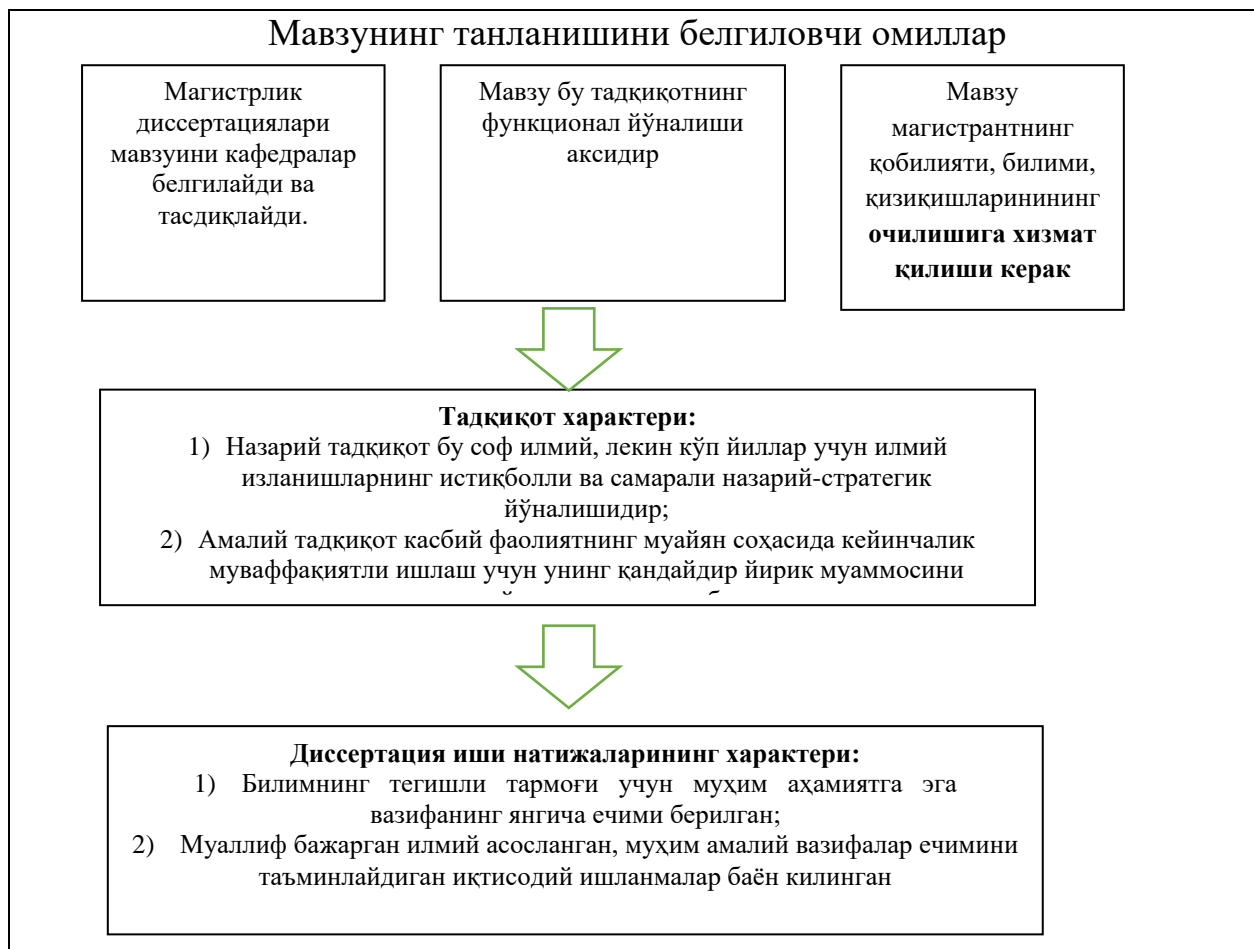 Мавзунинг танланишини белгиловчи омиллар
Магистрлик
диссертациялари
мавзуини кафедралар
белгилайди ва
тасдиқлайди.
Мавзу бу тадқиқотнинг
функционал йўналиши
аксидир
Мавзу
магистрантнинг
қобилияти, билими,
қизиқишларинининг
очилишига хизмат
қилиши керак
Тадқиқот характери:
1) Назарий тадқиқот бу соф илмий, лекин кўп йиллар учун илмий
изланишларнинг истиқболли ва самарали назарий-стратегик
йўналишидир;
2) Амалий тадқиқот касбий фаолиятнинг муайян соҳасида кейинчалик
муваффақиятли ишлаш учун унинг қандайдир йирик муаммосини
Диссертация иши натижаларининг характери:
1) Билимнинг тегишли тармоғи учун муҳим аҳамиятга эга
вазифанинг янгича ечими берилган;
2) Муаллиф бажарган илмий асосланган, муҳим амалий вазифалар ечимини
таъминлайдиган иқтисодий ишланмалар баён килинган